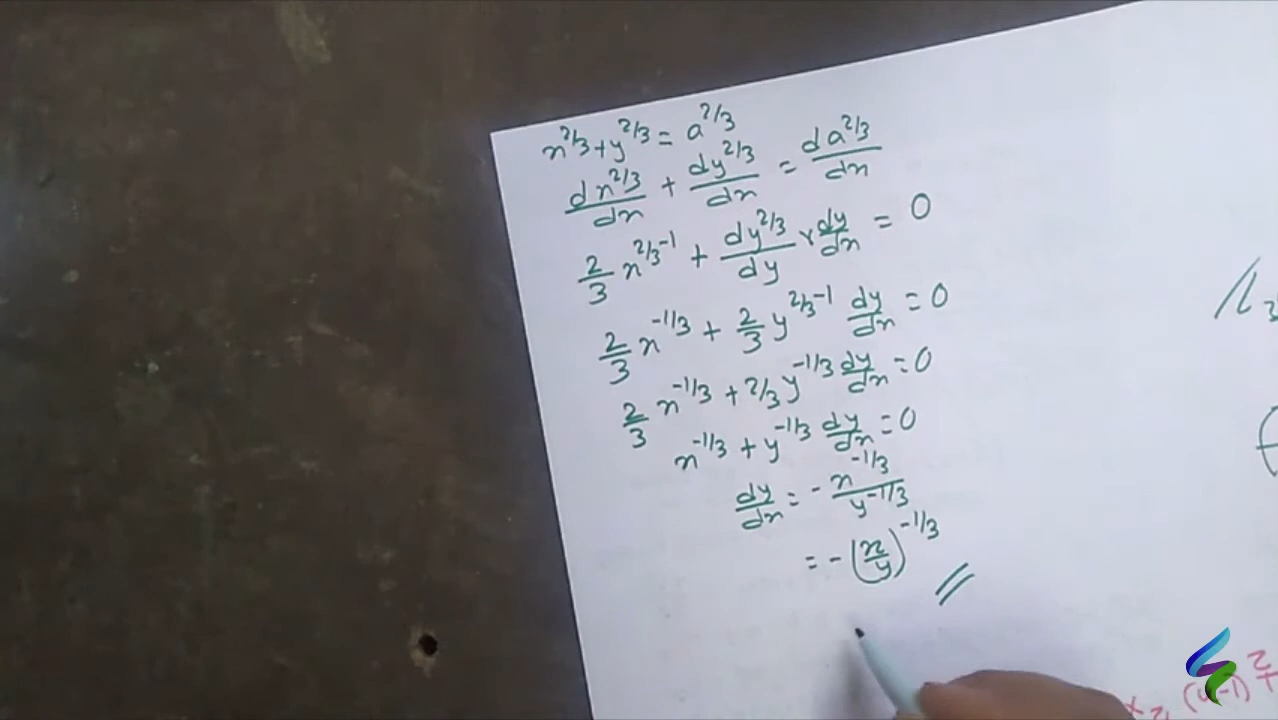 x^2/3 + y^2/3 = a^2/3
dx^2/3/dx + dy^2/3/dx = da^2/3/dx
2/3 x^2/3-1 + dy^2/3/dy × dy/dx = 0
2/3 x^-1/3 + 2/3 y^2/3-1 dy/dx = 0
2/3 x^-1/3 + 2/3 y^-1/3 dy/dx = 0
x^-1/3 + y^-1/3 dy/dx = 0
dy/dx = - x^-1/3 / y^-1/3
= - (x/y)^-1/3